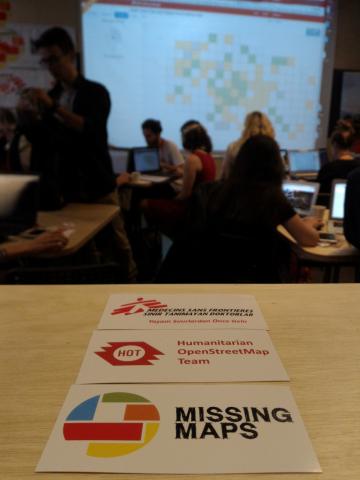 MEDECINS SANS FRONTIERES
SINIR TANIMAYAN DOKTORLAR
HOT
Humanitarian
OpenStreetMap
Team
MISSING
MAPS